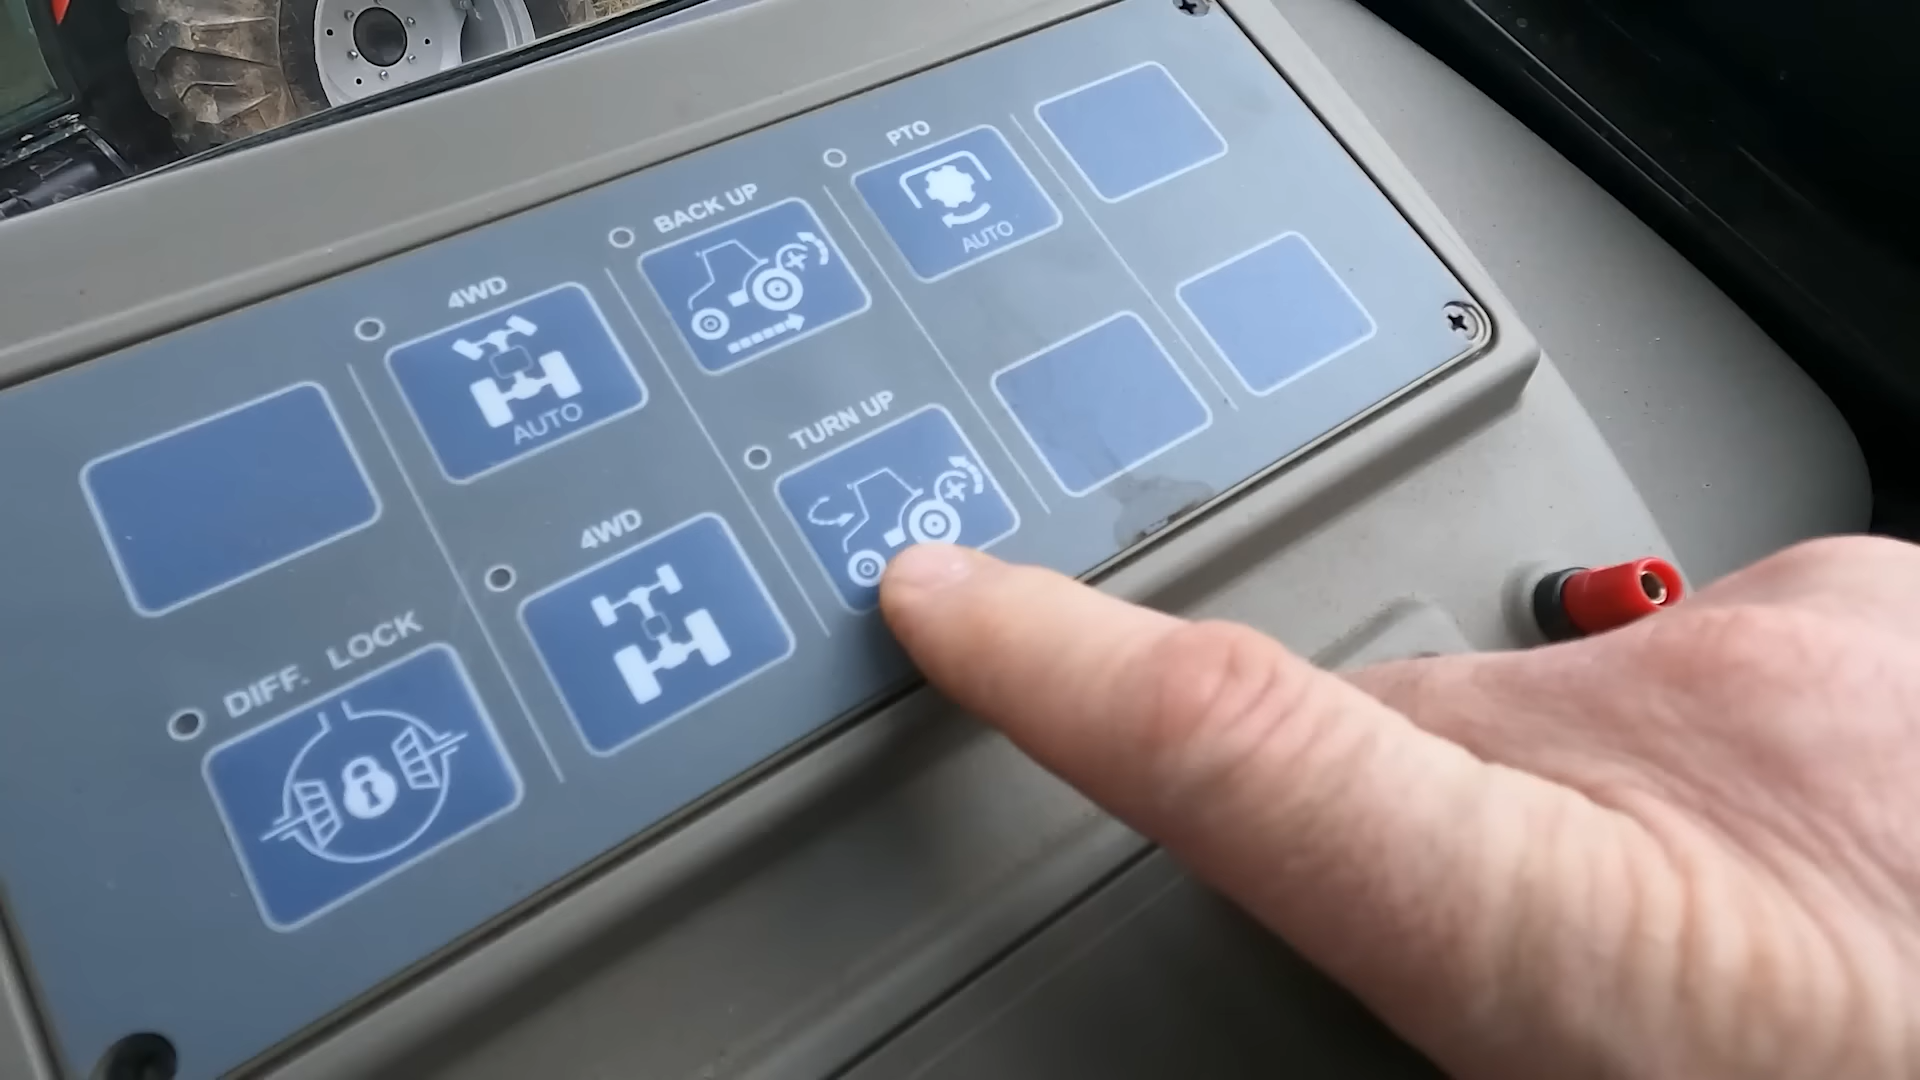 4WD
AUTO
BACK UP
PTO
AUTO
DIFF. LOCK
4WD
TURN UP